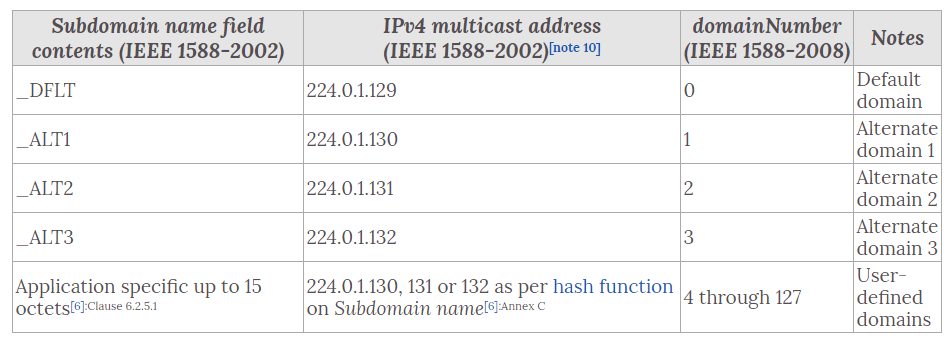 Subdomain name field
contents (IEEE 1588-2002)
IPv4 multicast address
(IEEE 1588-2002)[note 10]
domainNumber
(IEEE 1588-2008)
Notes
_DFLT
224.0.1.129
0
Default
domain
_ALT1
224.0.1.130
1
Alternate
domain 1
_ALT2
224.0.1.131
2
Alternate
domain 2
_ALT3
224.0.1.132
3
Alternate
domain 3
Application specific up to 15
octets[6]:Clause 6.2.5.1
224.0.1.130, 131 or 132 as per hash function
on Subdomain name[6]:Annex C
4 through 127
User-
defined
domains